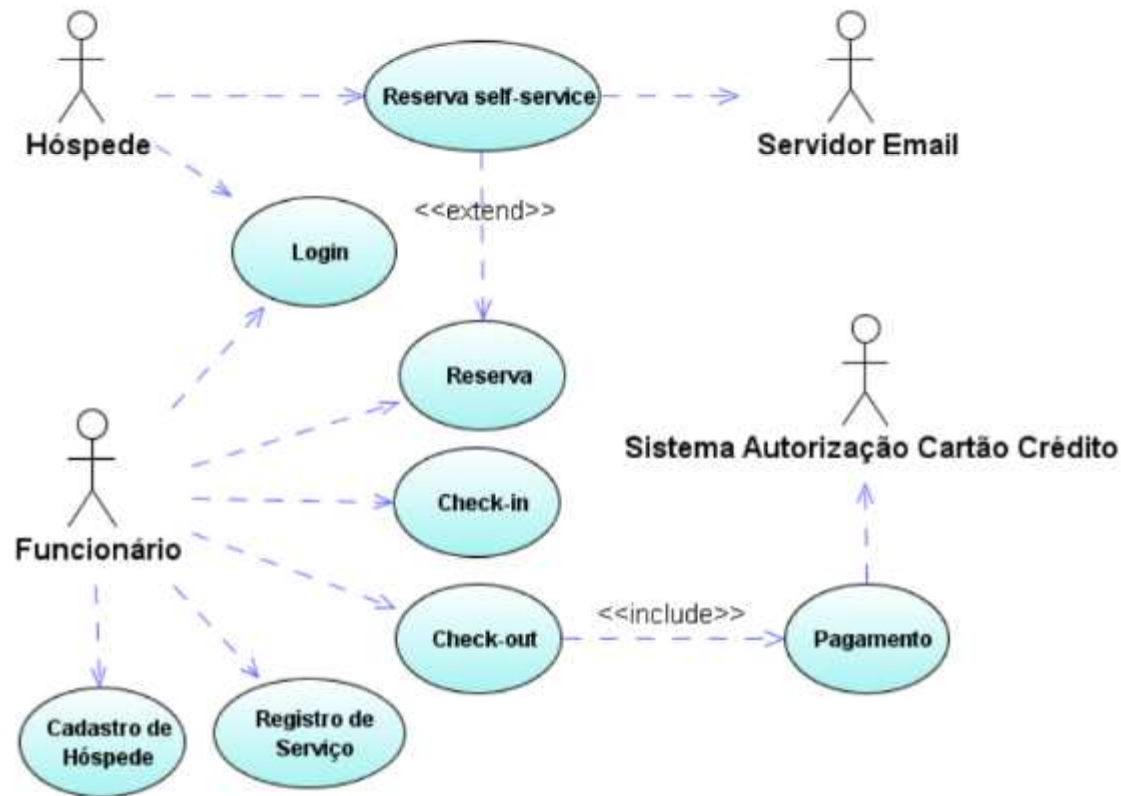 Reserva self-service
Hóspede
Servidor Email
<<extend>>
Login
Reserva
Sistema Autorização Cartão Crédito
Check-in
Funcionário
<<include>>
Check-out
Pagamento
Cadastro de
Hóspede
Registro de
Serviço